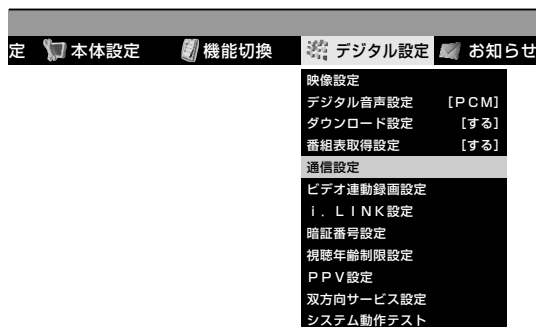 定 本体設定 機能切換 デジタル設定 お知らせ
映像設定
デジタル音声設定 [PCM]
ダウンロード設定 [する]
番組表取得設定 [する]
通信設定
ビデオ連動録画設定
i．LINK設定
暗証番号設定
視聴年齢制限設定
PPV設定
双方向サービス設定
システム動作テスト